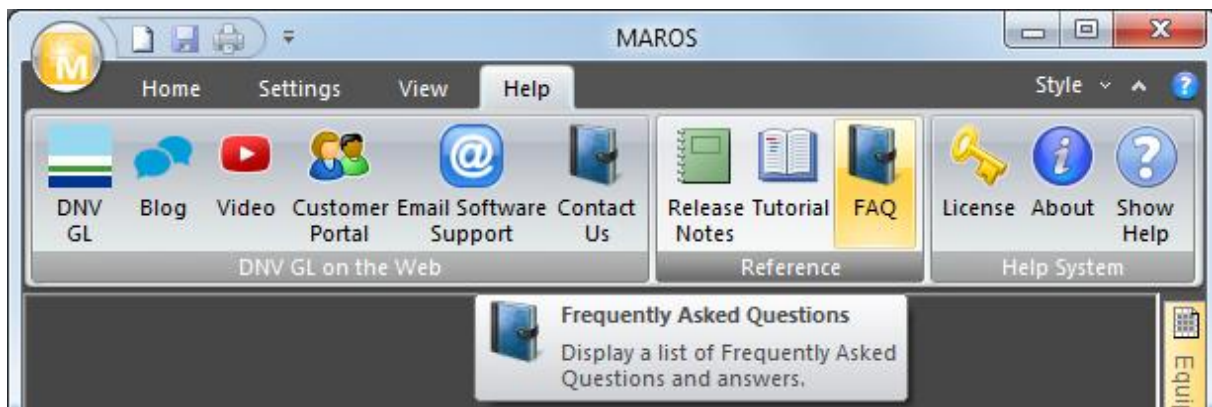 MAROS
M
Home Settings View Help Style
DNV GL
Blog
Video
Customer Portal
Email Software Support
Contact Us
Release Notes
Tutorial
FAQ
License
About
Show Help
DNV GL on the Web
Reference
Help System
Frequently Asked Questions
Display a list of Frequently Asked
Questions and answers.
Equi